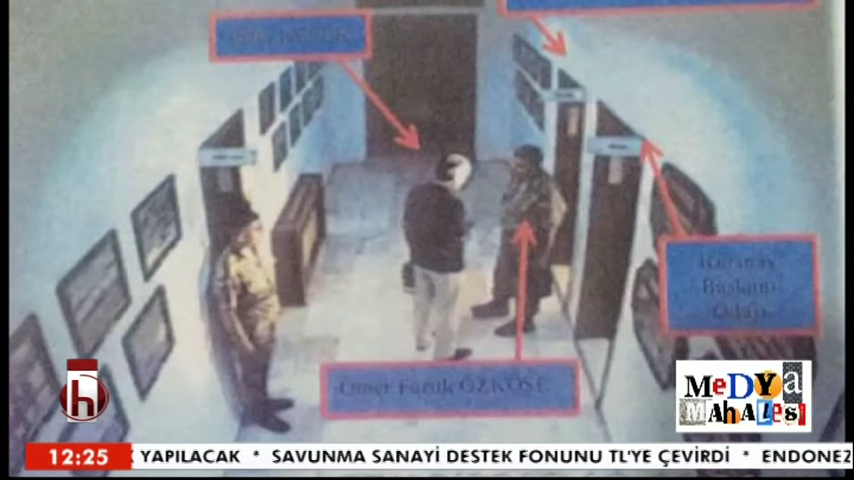 Ömer Faruk ÖZKÖSE
Başkanı
Odası
h
MEDYA
MAHALLESİ
12:25 K YAPILACAK * SAVUNMA SANAYİ DESTEK FONUNU TL'YE ÇEVİRDİ * ENDONEZ